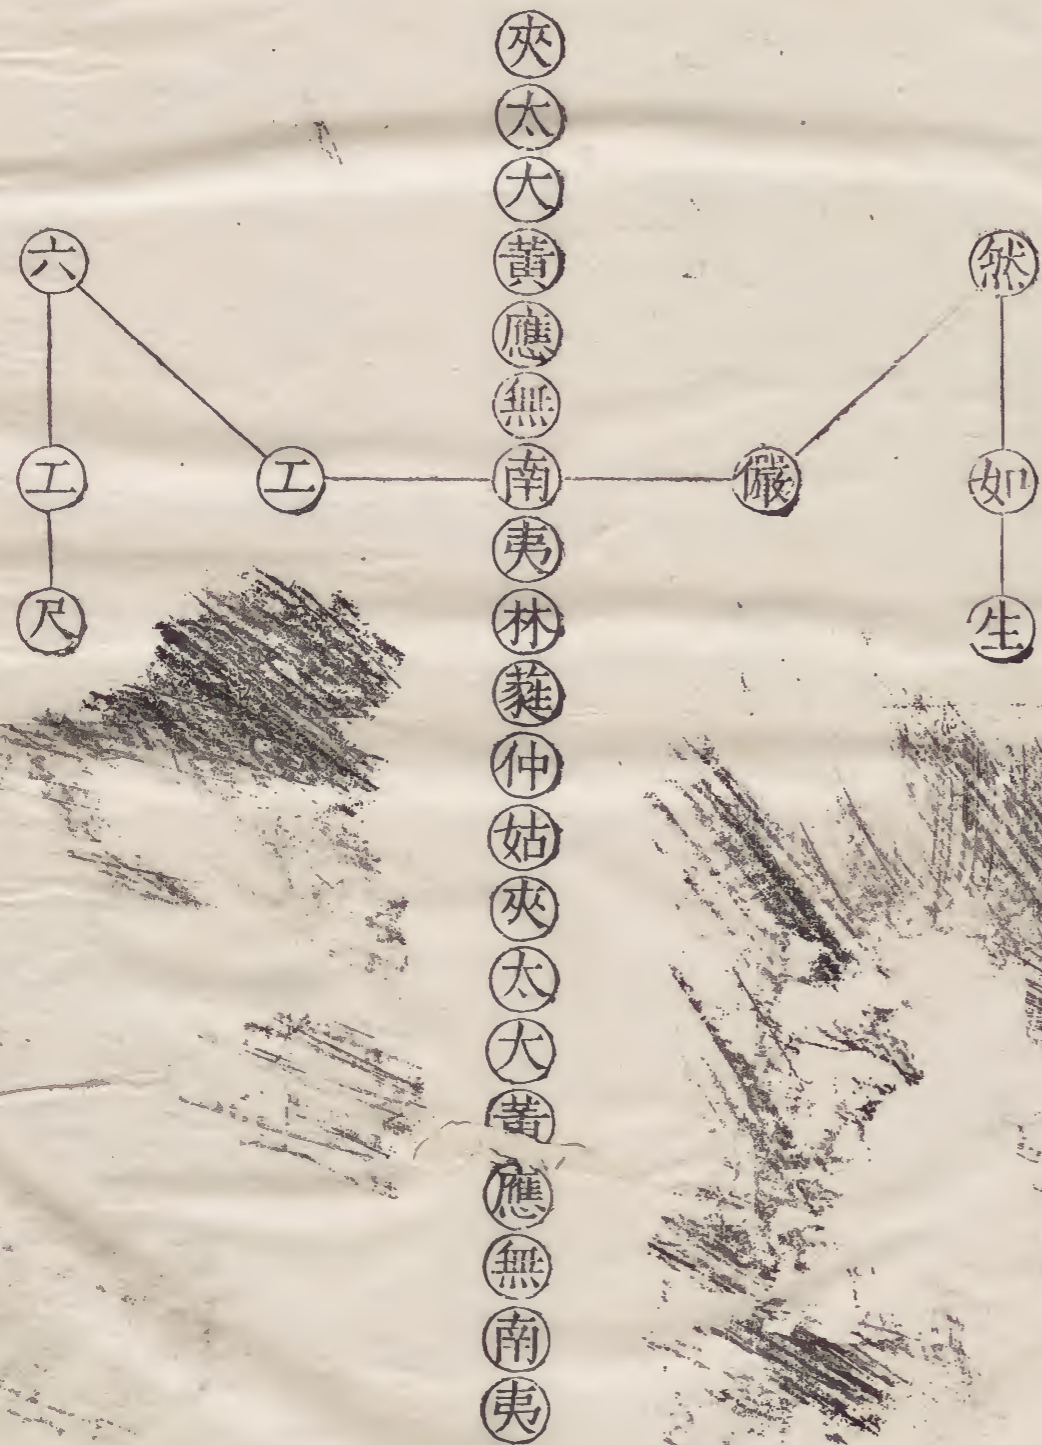 然
如
生
儼
夾
太
大
黃
應
無
南
夷
林
蕤
仲
姑
夾
太
大
黃
應
無
南
夷
工
六
工
尺